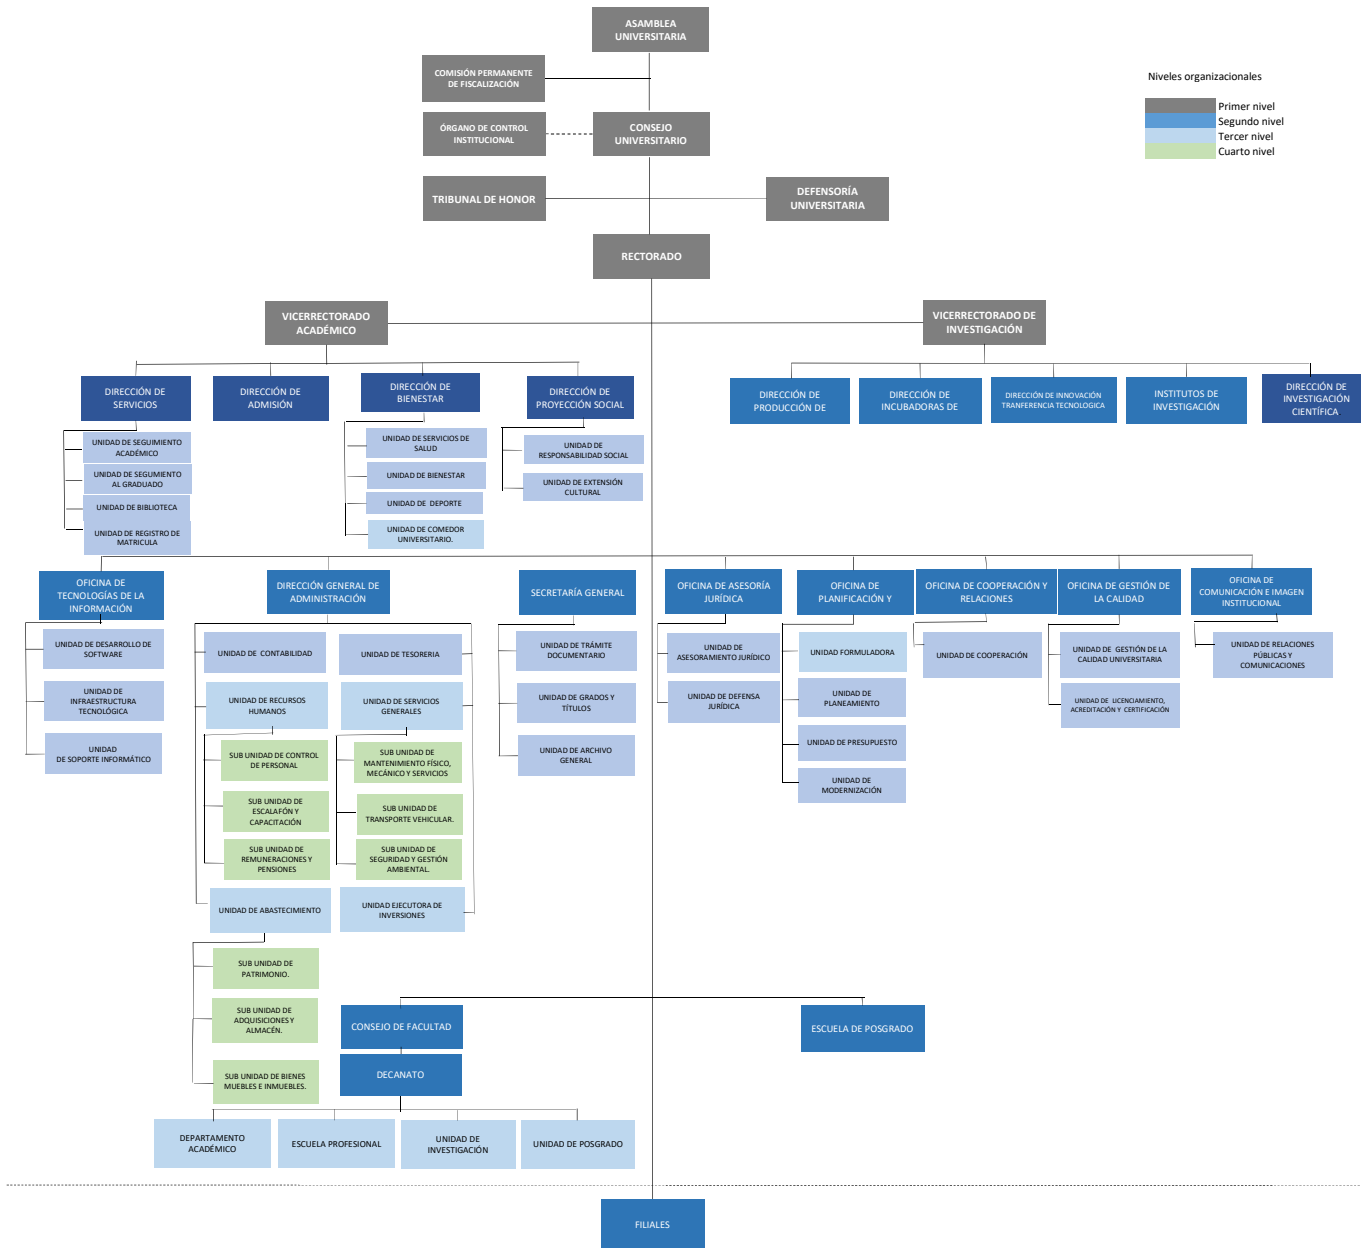 ASAMBLEA
UNIVERSITARIA
COMISIÓN PERMANENTE
DE FISCALIZACIÓN
Niveles organizacionales
Primer nivel
Segundo nivel
Tercer nivel
Cuarto nivel
ÓRGANO DE CONTROL
INSTITUCIONAL
CONSEJO
UNIVERSITARIO
TRIBUNAL DE HONOR
DEFENSORÍA
UNIVERSITARIA
RECTORADO
VICERRECTORADO
ACADÉMICO
VICERRECTORADO DE
INVESTIGACIÓN
DIRECCIÓN DE
SERVICIOS
DIRECCIÓN DE
ADMISIÓN
DIRECCIÓN DE
BIENESTAR
DIRECCIÓN DE
PROYECCIÓN SOCIAL
DIRECCIÓN DE
PRODUCCIÓN DE
DIRECCIÓN DE
INCUBADORAS DE
DIRECCIÓN DE INNOVACIÓN
TRANFERENCIA TECNOLOGICA
INSTITUTOS DE
INVESTIGACIÓN
DIRECCIÓN DE
INVESTIGACIÓN
CIENTÍFICA
UNIDAD DE SEGUIMIENTO
ACADÉMICO
UNIDAD DE SEGUMIENTO
AL GRADUADO
UNIDAD DE BIBLIOTECA
UNIDAD DE REGISTRO DE
MATRICULA
UNIDAD DE SERVICIOS DE
SALUD
UNIDAD DE BIENESTAR
UNIDAD DE DEPORTE
UNIDAD DE COMEDOR
UNIVERSITARIO.
UNIDAD DE
RESPONSABILIDAD SOCIAL
UNIDAD DE EXTENSIÓN
CULTURAL
OFICINA DE
TECNOLOGÍAS DE LA
INFORMACIÓN
DIRECCIÓN GENERAL DE
ADMINISTRACIÓN
SECRETARÍA GENERAL
OFICINA DE ASESORÍA
JURÍDICA
OFICINA DE
PLANIFICACIÓN Y
OFICINA DE COOPERACIÓN Y
RELACIONES
OFICINA DE GESTIÓN DE
LA CALIDAD
OFICINA DE
COMUNICACIÓN E IMAGEN
INSTITUCIONAL
UNIDAD DE DESARROLLO DE
SOFTWARE
UNIDAD DE
INFRAESTRUCTURA
TECNOLÓGICA
UNIDAD
DE SOPORTE INFORMÁTICO
UNIDAD DE CONTABILIDAD
UNIDAD DE TESORERIA
UNIDAD DE RECURSOS
HUMANOS
UNIDAD DE SERVICIOS
GENERALES
SUB UNIDAD DE CONTROL
DE PERSONAL
SUB UNIDAD DE
ESCALAFÓN Y
CAPACITACIÓN
SUB UNIDAD DE
REMUNERACIONES Y
PENSIONES
SUB UNIDAD DE
MANTENIMIENTO FÍSICO,
MECÁNICO Y SERVICIOS
SUB UNIDAD DE
TRANSPORTE VEHICULAR.
SUB UNIDAD DE
SEGURIDAD Y GESTIÓN
AMBIENTAL.
UNIDAD DE ABASTECIMIENTO
UNIDAD EJECUTORA DE
INVERSIONES
SUB UNIDAD DE
PATRIMONIO.
SUB UNIDAD DE
ADQUISICIONES Y
ALMACÉN.
SUB UNIDAD DE BIENES
MUEBLES E INMUEBLES.
UNIDAD DE TRÁMITE
DOCUMENTARIO
UNIDAD DE GRADOS Y
TÍTULOS
UNIDAD DE ARCHIVO
GENERAL
UNIDAD DE
ASESORAMIENTO JURÍDICO
UNIDAD DE DEFENSA
JURÍDICA
UNIDAD FORMULADORA
UNIDAD DE
PLANEAMIENTO
UNIDAD DE PRESUPUESTO
UNIDAD DE
MODERNIZACIÓN
UNIDAD DE COOPERACIÓN
UNIDAD DE GESTIÓN DE LA
CALIDAD UNIVERSITARIA
UNIDAD DE LICENCIAMIENTO,
ACREDITACIÓN Y CERTIFICACIÓN
UNIDAD DE RELACIONES
PÚBLICAS Y
COMUNICACIONES
CONSEJO DE FACULTAD
ESCUELA DE POSGRADO
DECANATO
DEPARTAMENTO
ACADÉMICO
ESCUELA PROFESIONAL
UNIDAD DE
INVESTIGACIÓN
UNIDAD DE POSGRADO
FILIALES